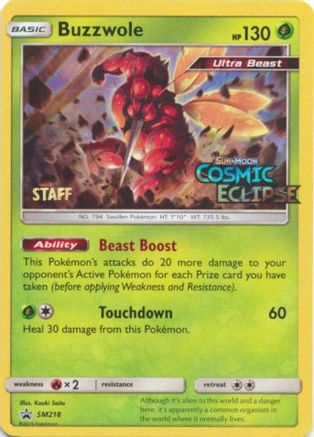 BASIC
Buzzwole
HP130
Ultra Beast
STAFF
SUN & MOON
COSMIC
ECLIPSE
NO. 794 Swollen Pokémon HT: 7'10" WT: 735.5 lbs.
Ability Beast Boost
This Pokémon's attacks do 20 more damage to your
opponent's Active Pokémon for each Prize card you have
taken (before applying Weakness and Resistance).
Touchdown 60
Heal 30 damage from this Pokémon.
weakness ×2 resistance retreat
Illus. Kouki Saitou
SM218
©2019 Pokémon
Although it's alien to this world and a danger
here, it's apparently a common organism in
the world where it normally lives.